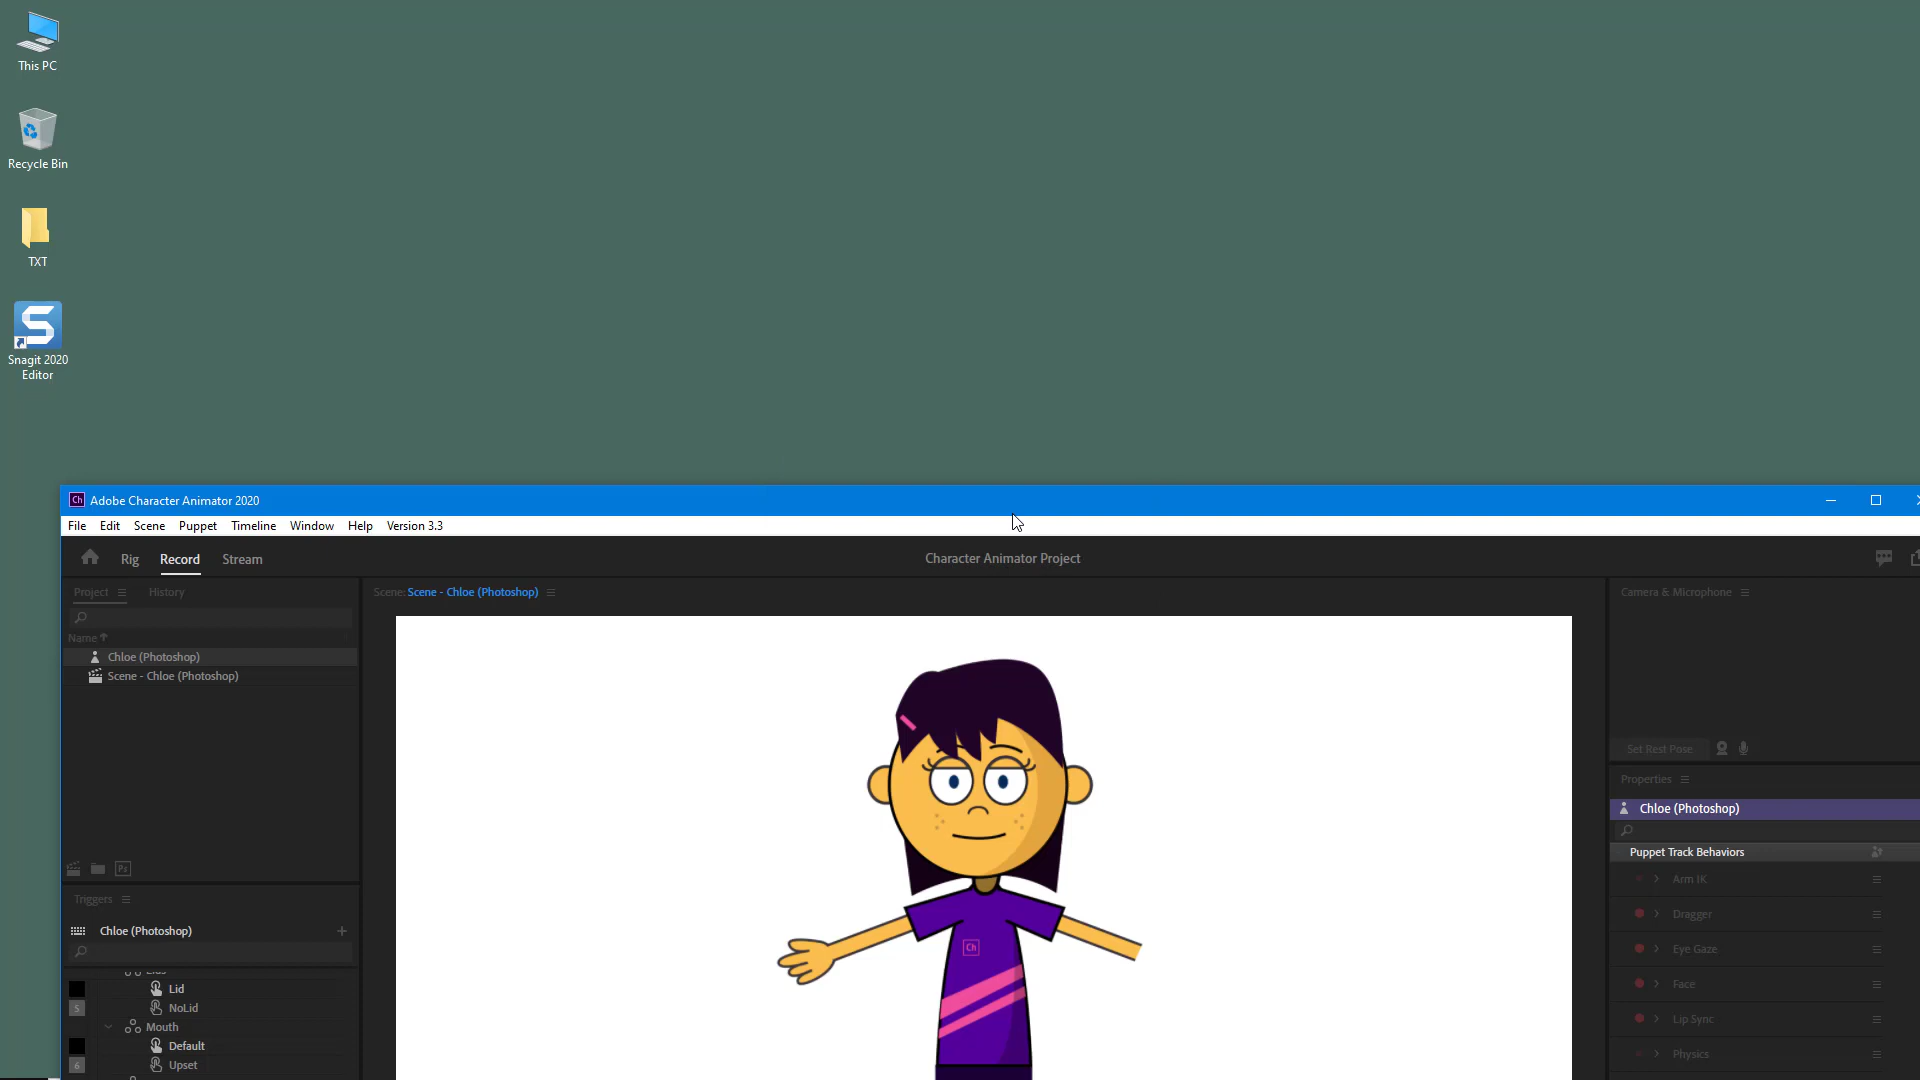 This PC
Recycle Bin
TXT
Snagit 2020
Editor
Ch Adobe Character Animator 2020
File Edit Scene Puppet Timeline Window Help Version 3.3
Rig Record Stream
Character Animator Project
Project History
Name
Chloe (Photoshop)
Scene - Chloe (Photoshop)
Ps
Triggers
Chloe (Photoshop)
Lid
S NoLid
Mouth
Default
6 Upset
Scene: Scene - Chloe (Photoshop)
Ch
Camera & Microphone
Set Rest Pose
Properties
Chloe (Photoshop)
Puppet Track Behaviors
Arm IK
Dragger
Eye Gaze
Face
Lip Sync
Physics